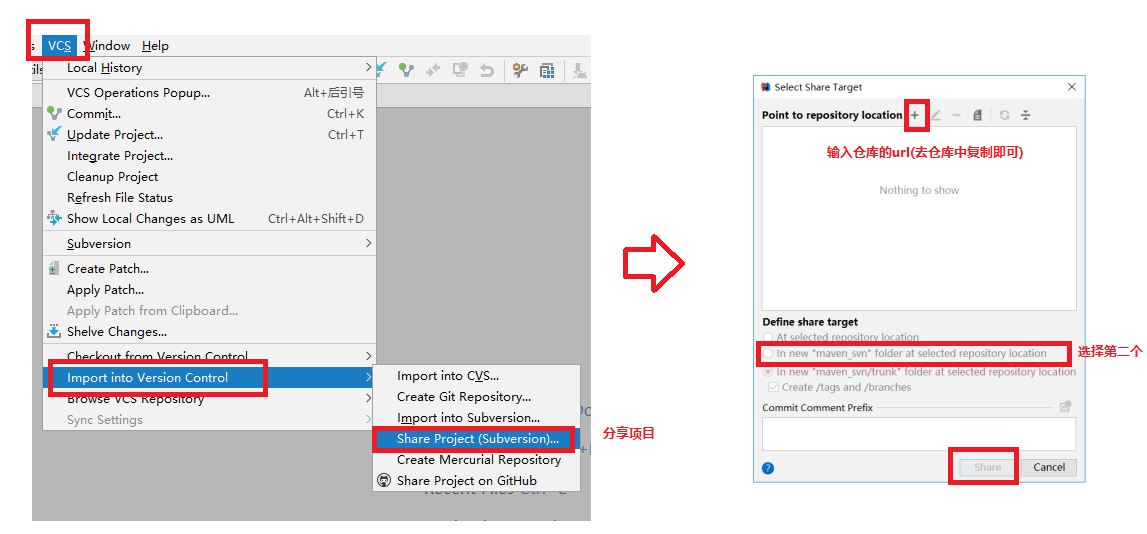 VCS Window Help
Local History
VCS Operations Popup... Alt+后引号
Commit... Ctrl+K
Update Project... Ctrl+T
Integrate Project...
Cleanup Project
Refresh File Status
Show Local Changes as UML Ctrl+Alt+Shift+D
Subversion
Create Patch...
Apply Patch...
Apply Patch from Clipboard...
Shelve Changes...
Checkout from Version Control
Import into Version Control
Browse VCS Repository
Sync Settings
Import into CVS...
Create Git Repository...
Import into Subversion...
Share Project (Subversion)...
Create Mercurial Repository
Share Project on GitHub
分享项目
Select Share Target
Point to repository location
输入仓库的url(去仓库中复制即可)
Nothing to show
Define share target
At selected repository location
In new "maven_svn" folder at selected repository location
选择第二个
In new "maven_svn/trunk" folder at selected repository location
Create /tags and /branches
Commit Comment Prefix
Share Cancel